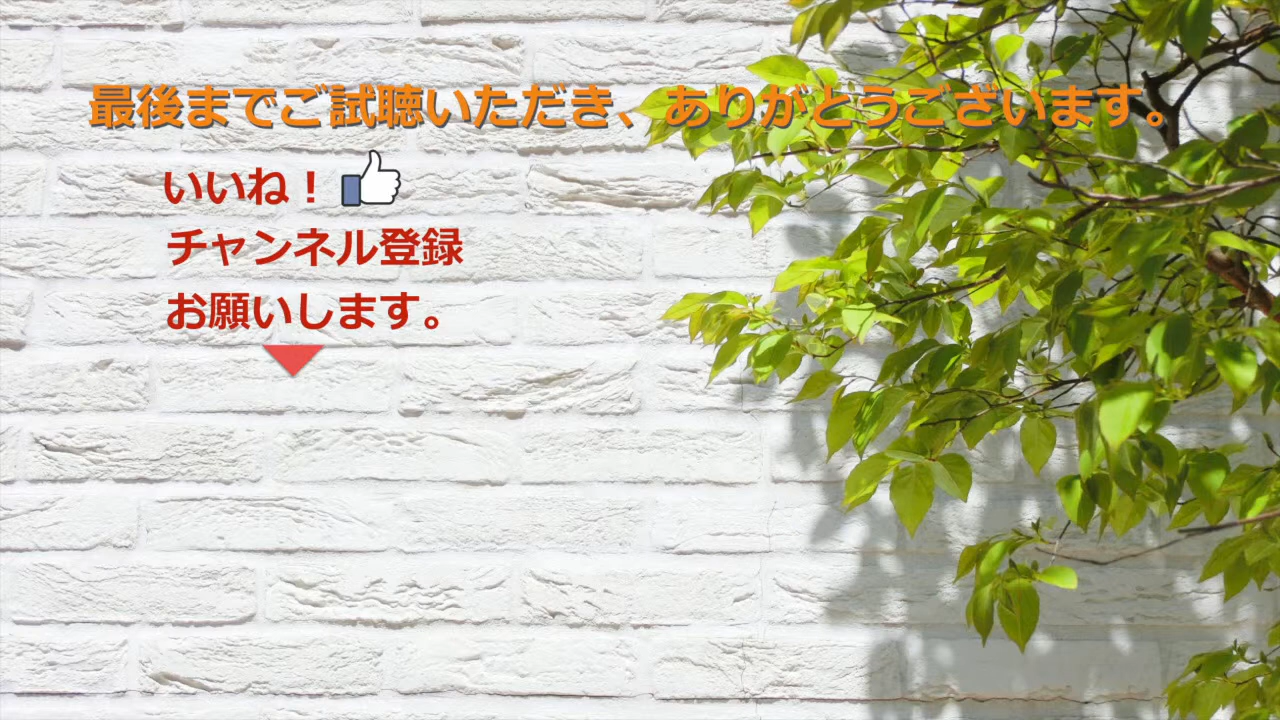 最後までご試聴いただき、ありがとうございます。
いいね！
チャンネル登録
お願いします。